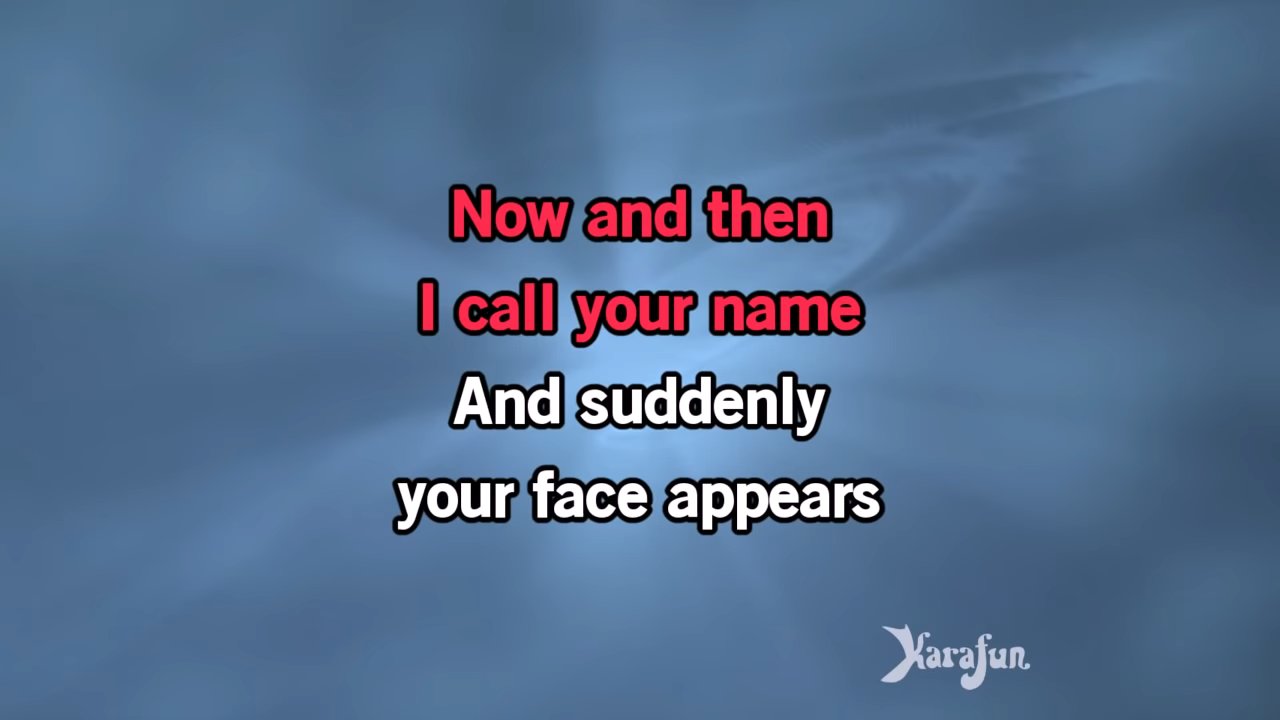 Now and then
I call your name
And suddenly
your face appears
Karafun